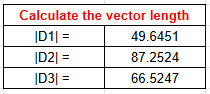 Calculate the vector length
|D1| = 49.6451
|D2| = 87.2524
|D3| = 66.5247